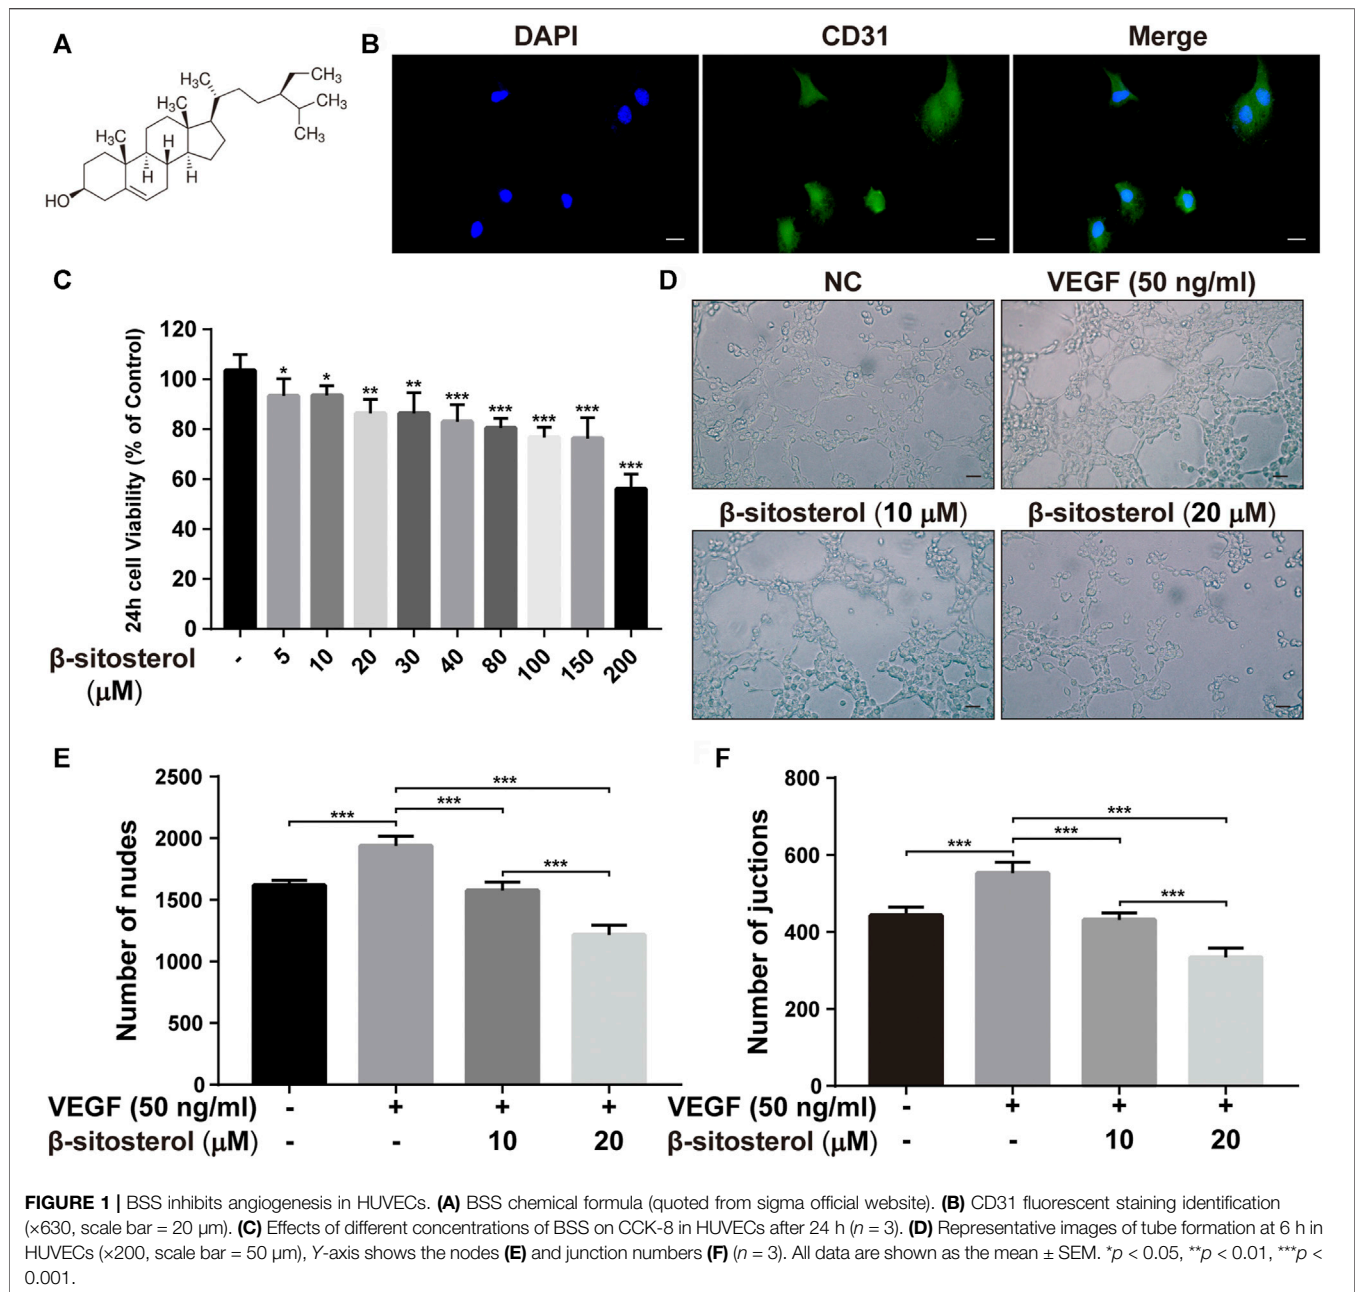 A
H₃C
CH₃
CH₃
H₃C
CH₃
H₃C
H
H
H
HO
B
DAPI
CD31
Merge
C
24h cell Viability (% of Control)
120
100
80
60
40
20
0
*
*
**
**
***
***
***
***
***
β-sitosterol
(μM)
- 5 10 20 30 40 80 100 150 200
D
NC
VEGF (50 ng/ml)
β-sitosterol (10 μM)
β-sitosterol (20 μM)
E
Number of nudes
2500
2000
1500
1000
500
0
***
***
***
***
VEGF (50 ng/ml) - + + +
β-sitosterol (μM) - - 10 20
F
Number of juctions
800
600
400
200
0
***
***
***
***
VEGF (50 ng/ml) - + + +
β-sitosterol (μM) - - 10 20
FIGURE 1 | BSS inhibits angiogenesis in HUVECs. (A) BSS chemical formula (quoted from sigma official website). (B) CD31 fluorescent staining identification
(×630, scale bar = 20 μm). (C) Effects of different concentrations of BSS on CCK-8 in HUVECs after 24 h (n = 3). (D) Representative images of tube formation at 6 h in
HUVECs (×200, scale bar = 50 μm), Y-axis shows the nodes (E) and junction numbers (F) (n = 3). All data are shown as the mean ± SEM. *p < 0.05, **p < 0.01, ***p <
0.001.